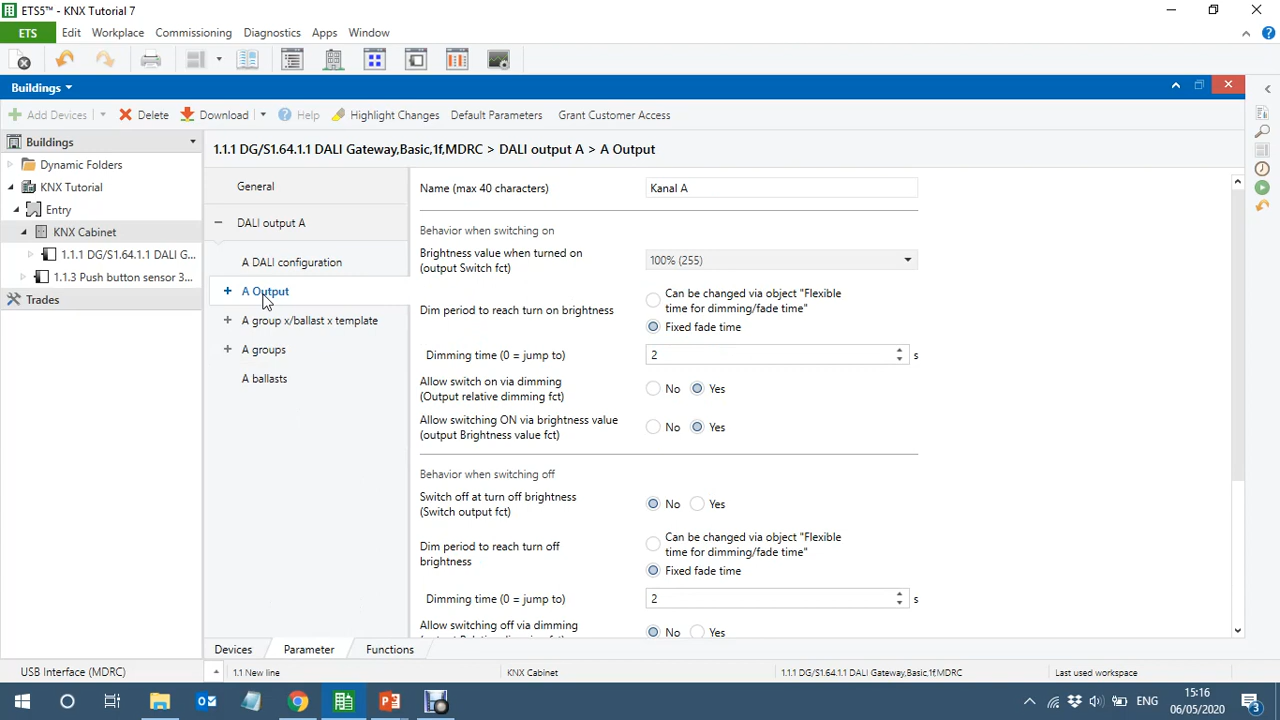 ETS5™ - KNX Tutorial 7
ETS Edit Workplace Commissioning Diagnostics Apps Window
Buildings
Add Devices Delete Download Help Highlight Changes Default Parameters Grant Customer Access
Buildings
Dynamic Folders
KNX Tutorial
Entry
KNX Cabinet
1.1.1 DG/S1.64.1.1 DALI G...
1.1.3 Push button sensor 3...
Trades
1.1.1 DG/S1.64.1.1 DALI Gateway,Basic,1f,MDRC > DALI output A > A Output
General
DALI output A
A DALI configuration
A Output
A group x/ballast x template
A groups
A ballasts
Name (max 40 characters) Kanal A
Behavior when switching on
Brightness value when turned on
(output Switch fct)
100% (255)
Dim period to reach turn on brightness
Can be changed via object "Flexible
time for dimming/fade time"
Fixed fade time
Dimming time (0 = jump to) 2 s
Allow switch on via dimming
(Output relative dimming fct)
No Yes
Allow switching ON via brightness value
(output Brightness value fct)
No Yes
Behavior when switching off
Switch off at turn off brightness
(Switch output fct)
No Yes
Dim period to reach turn off
brightness
Can be changed via object "Flexible
time for dimming/fade time"
Fixed fade time
Dimming time (0 = jump to) 2 s
Allow switching off via dimming
No Yes
Devices Parameter Functions
USB Interface (MDRC) 1.1 New line KNX Cabinet 1.1.1 DG/S1.64.1.1 DALI Gateway,Basic,1f,MDRC Last used workspace
ENG
15:16
06/05/2020
3